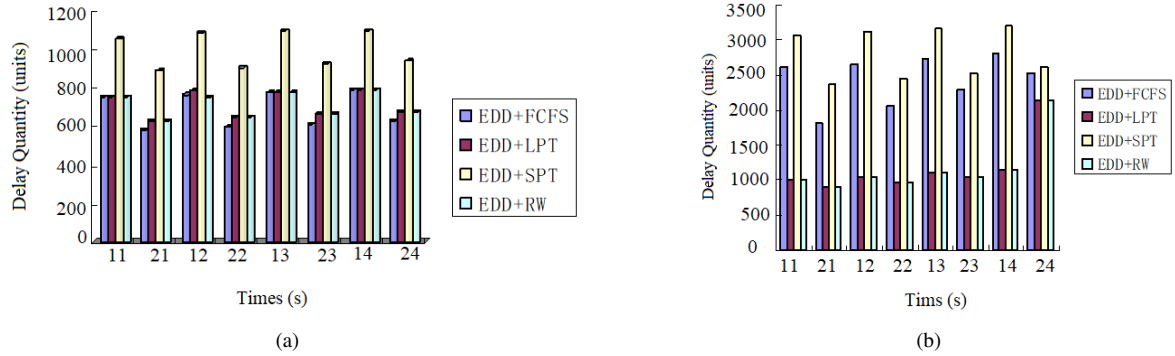 1200
1000
800
600
400
200
0
Delay Quantity (units)
11 21 12 22 13 23 14 24
Times (s)
EDD+FCFS
EDD+LPT
EDD+SPT
EDD+RW
(a)
3500
3000
2500
2000
1500
1000
500
0
Delay Quantity (units)
11 21 12 22 13 23 14 24
Tims (s)
EDD+FCFS
EDD+LPT
EDD+SPT
EDD+RW
(b)